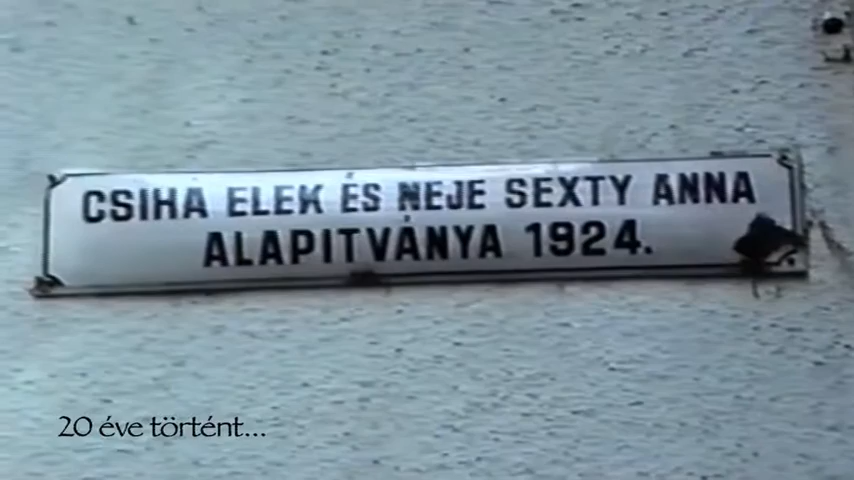 CSIHA ELEK ÉS NEJE SEXTY ANNA
ALAPITVÁNYA 1924.
20 éve történt...